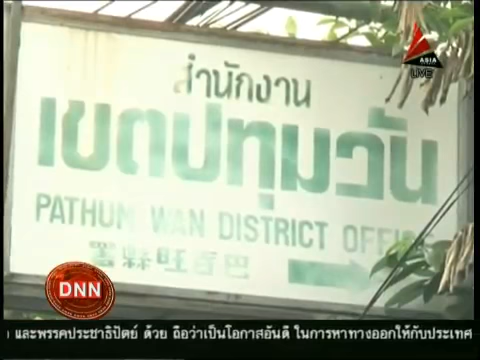 สำนักงาน
เขตปทุมวัน
PATHUM WAN DISTRICT OFFICE
ASIA
LIVE
DNN
และพรรคประชาธิปัตย์ ด้วย ถือว่าเป็นโอกาสอันดี ในการหาทางออกให้กับประเทศ